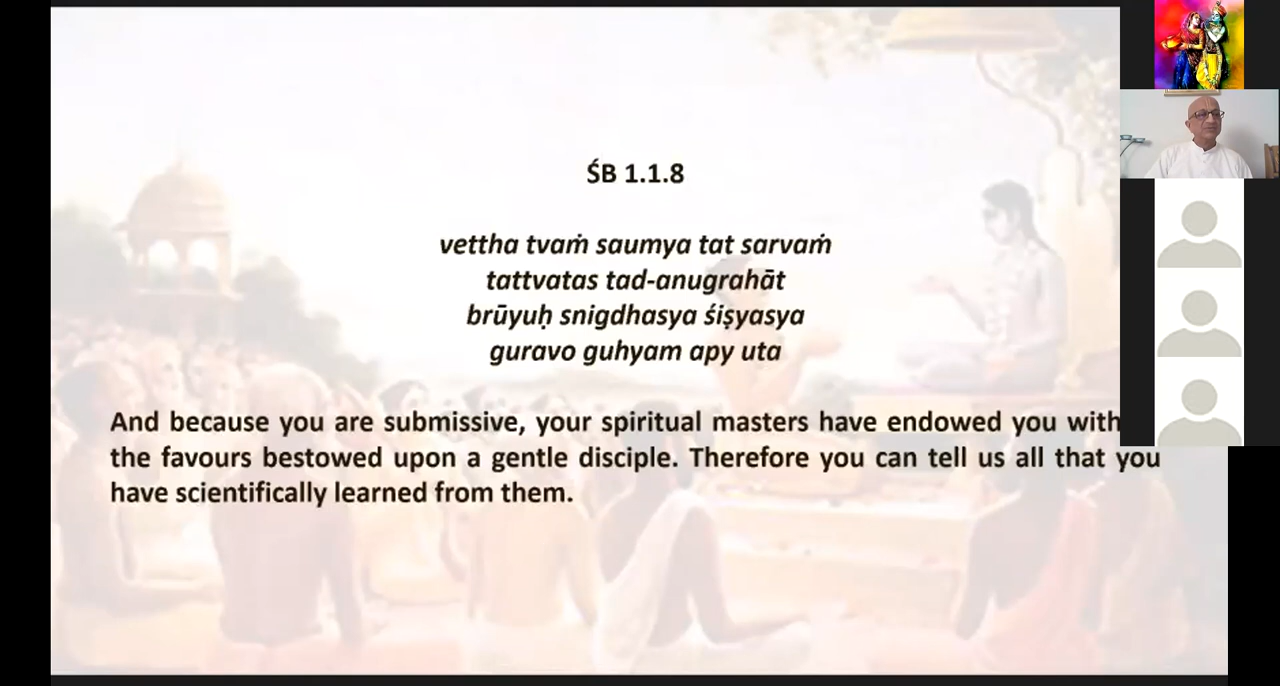 ŚB 1.1.8
vettha tvaṁ saumya tat sarvaṁ
tattvatas tad-anugrahāt
brūyuḥ snigdhasya śiṣyasya
guravo guhyam apy uta
And because you are submissive, your spiritual masters have endowed you with
the favours bestowed upon a gentle disciple. Therefore you can tell us all that you
have scientifically learned from them.